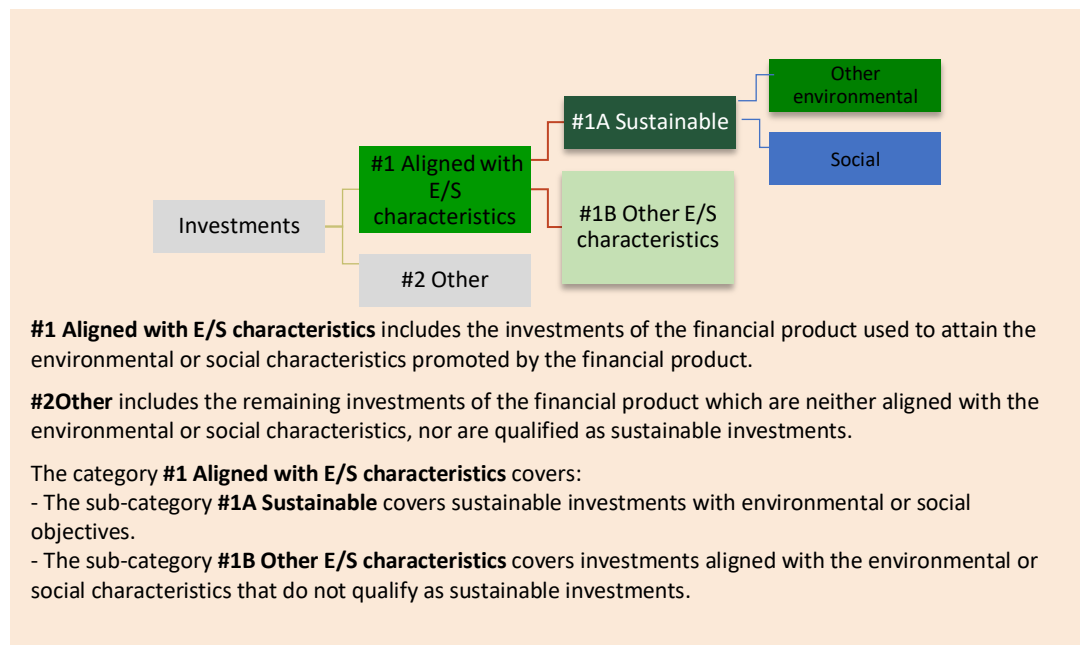 Other
environmental
#1A Sustainable
Social
#1 Aligned with
E/S
characteristics
#1B Other E/S
characteristics
Investments
#2 Other
#1 Aligned with E/S characteristics includes the investments of the financial product used to attain the
environmental or social characteristics promoted by the financial product.
#2Other includes the remaining investments of the financial product which are neither aligned with the
environmental or social characteristics, nor are qualified as sustainable investments.
The category #1 Aligned with E/S characteristics covers:
- The sub-category #1A Sustainable covers sustainable investments with environmental or social
objectives.
- The sub-category #1B Other E/S characteristics covers investments aligned with the environmental or
social characteristics that do not qualify as sustainable investments.